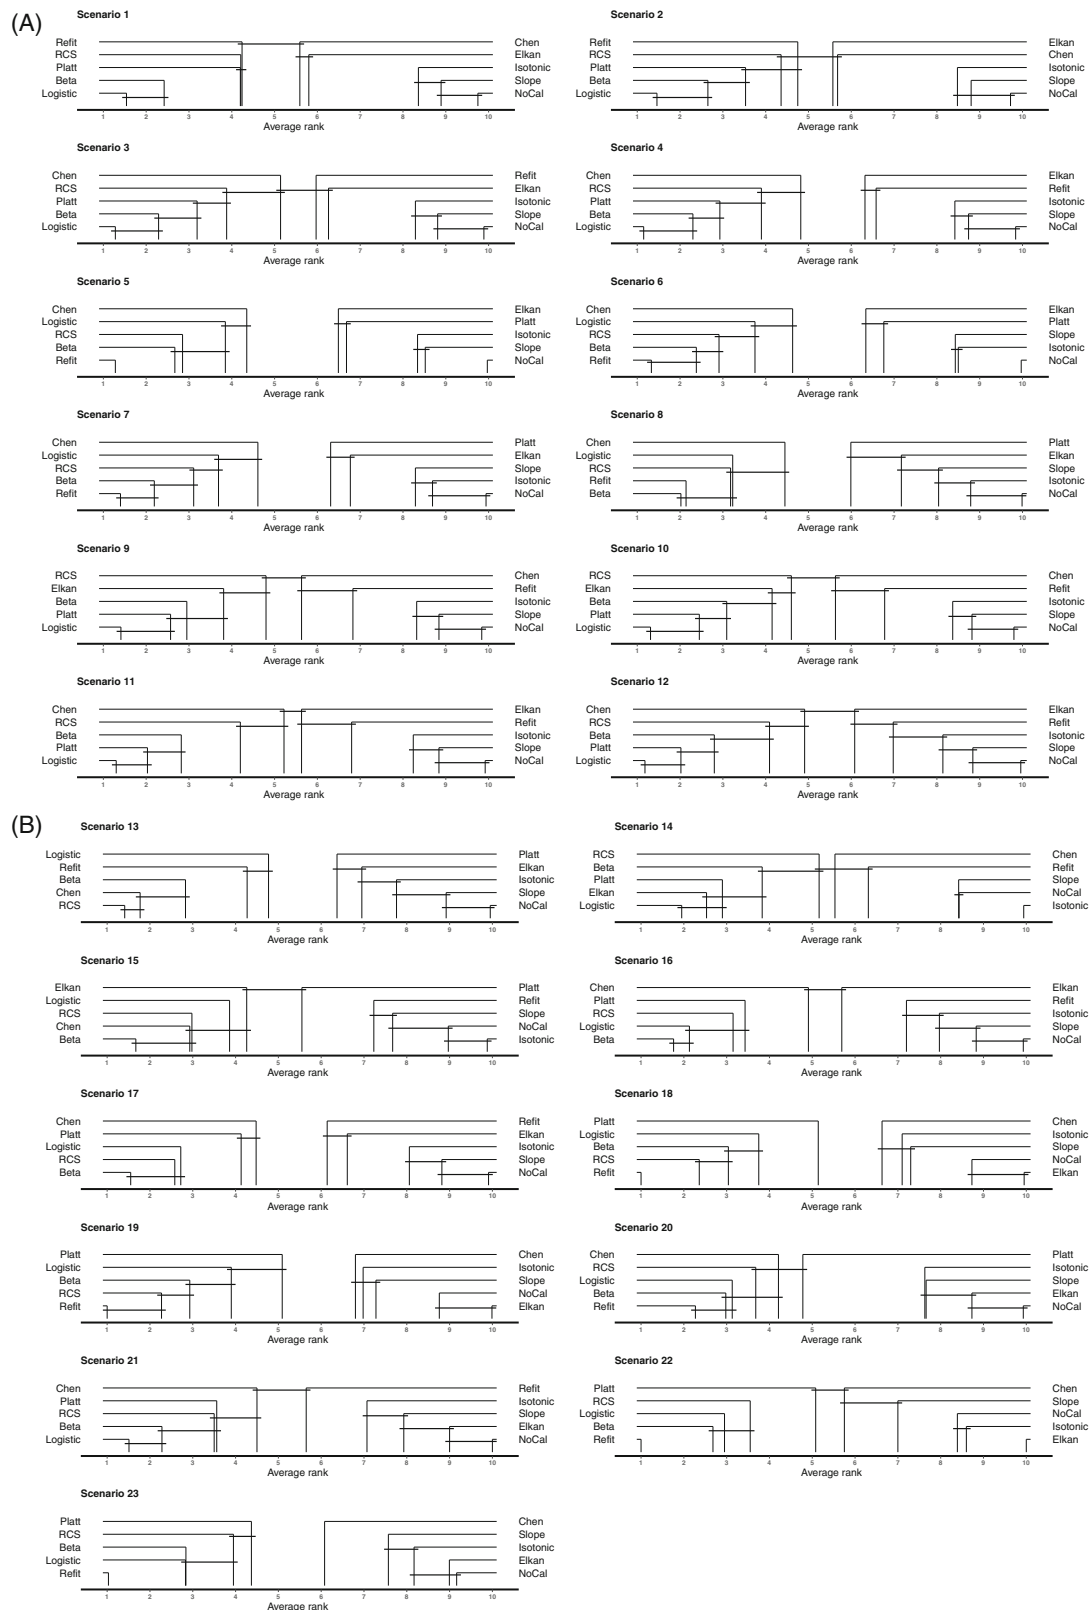 (A)
Scenario 1
Refit
RCS
Platt
Beta
Logistic
Chen
Elkan
Isotonic
Slope
NoCal
1 2 3 4 5 6 7 8 9 10
Average rank
Scenario 2
Refit
RCS
Platt
Beta
Logistic
Elkan
Chen
Isotonic
Slope
NoCal
1 2 3 4 5 6 7 8 9 10
Average rank
Scenario 3
Chen
RCS
Platt
Beta
Logistic
Refit
Elkan
Isotonic
Slope
NoCal
1 2 3 4 5 6 7 8 9 10
Average rank
Scenario 4
Chen
RCS
Platt
Beta
Logistic
Elkan
Refit
Isotonic
Slope
NoCal
1 2 3 4 5 6 7 8 9 10
Average rank
Scenario 5
Chen
Logistic
RCS
Beta
Refit
Elkan
Platt
Isotonic
Slope
NoCal
1 2 3 4 5 6 7 8 9 10
Average rank
Scenario 6
Chen
Logistic
RCS
Beta
Refit
Elkan
Platt
Slope
Isotonic
NoCal
1 2 3 4 5 6 7 8 9 10
Average rank
Scenario 7
Chen
Logistic
RCS
Beta
Refit
Platt
Elkan
Slope
Isotonic
NoCal
1 2 3 4 5 6 7 8 9 10
Average rank
Scenario 8
Chen
Logistic
RCS
Refit
Beta
Platt
Elkan
Slope
Isotonic
NoCal
1 2 3 4 5 6 7 8 9 10
Average rank
Scenario 9
RCS
Elkan
Beta
Platt
Logistic
Chen
Refit
Isotonic
Slope
NoCal
1 2 3 4 5 6 7 8 9 10
Average rank
Scenario 10
RCS
Elkan
Beta
Platt
Logistic
Chen
Refit
Isotonic
Slope
NoCal
1 2 3 4 5 6 7 8 9 10
Average rank
Scenario 11
Chen
RCS
Beta
Platt
Logistic
Elkan
Refit
Isotonic
Slope
NoCal
1 2 3 4 5 6 7 8 9 10
Average rank
Scenario 12
Chen
RCS
Beta
Platt
Logistic
Elkan
Refit
Isotonic
Slope
NoCal
1 2 3 4 5 6 7 8 9 10
Average rank
(B)
Scenario 13
Logistic
Refit
Beta
Chen
RCS
Platt
Elkan
Isotonic
Slope
NoCal
1 2 3 4 5 6 7 8 9 10
Average rank
Scenario 14
RCS
Beta
Platt
Elkan
Logistic
Chen
Refit
Slope
NoCal
Isotonic
1 2 3 4 5 6 7 8 9 10
Average rank
Scenario 15
Elkan
Logistic
RCS
Chen
Beta
Platt
Refit
Slope
NoCal
Isotonic
1 2 3 4 5 6 7 8 9 10
Average rank
Scenario 16
Chen
Platt
RCS
Logistic
Beta
Elkan
Refit
Isotonic
Slope
NoCal
1 2 3 4 5 6 7 8 9 10
Average rank
Scenario 17
Chen
Platt
Logistic
RCS
Beta
Refit
Elkan
Isotonic
Slope
NoCal
1 2 3 4 5 6 7 8 9 10
Average rank
Scenario 18
Platt
Logistic
Beta
RCS
Refit
Chen
Isotonic
Slope
NoCal
Elkan
1 2 3 4 5 6 7 8 9 10
Average rank
Scenario 19
Platt
Logistic
Beta
RCS
Refit
Chen
Isotonic
Slope
NoCal
Elkan
1 2 3 4 5 6 7 8 9 10
Average rank
Scenario 20
Chen
RCS
Logistic
Beta
Refit
Platt
Isotonic
Slope
Elkan
NoCal
1 2 3 4 5 6 7 8 9 10
Average rank
Scenario 21
Chen
Platt
RCS
Beta
Logistic
Refit
Isotonic
Slope
Elkan
NoCal
1 2 3 4 5 6 7 8 9 10
Average rank
Scenario 22
Platt
RCS
Logistic
Beta
Refit
Chen
Slope
NoCal
Isotonic
Elkan
1 2 3 4 5 6 7 8 9 10
Average rank
Scenario 23
Platt
RCS
Beta
Logistic
Refit
Chen
Slope
Isotonic
Elkan
NoCal
1 2 3 4 5 6 7 8 9 10
Average rank